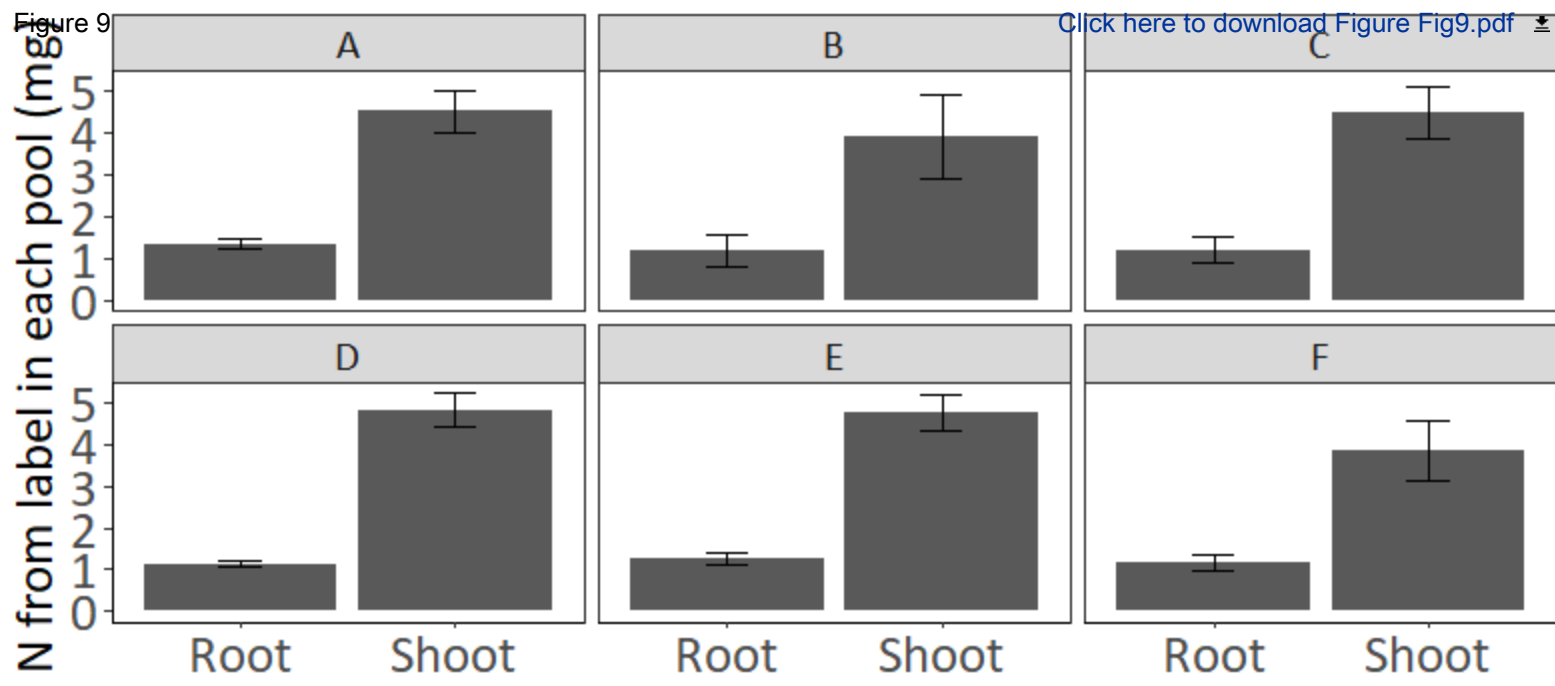 Figure 9
Click here to download Figure Fig9.pdf
N from label in each pool (mg)
A
B
C
5
4
3
2
1
0
D
E
F
5
4
3
2
1
0
Root
Shoot
Root
Shoot
Root
Shoot